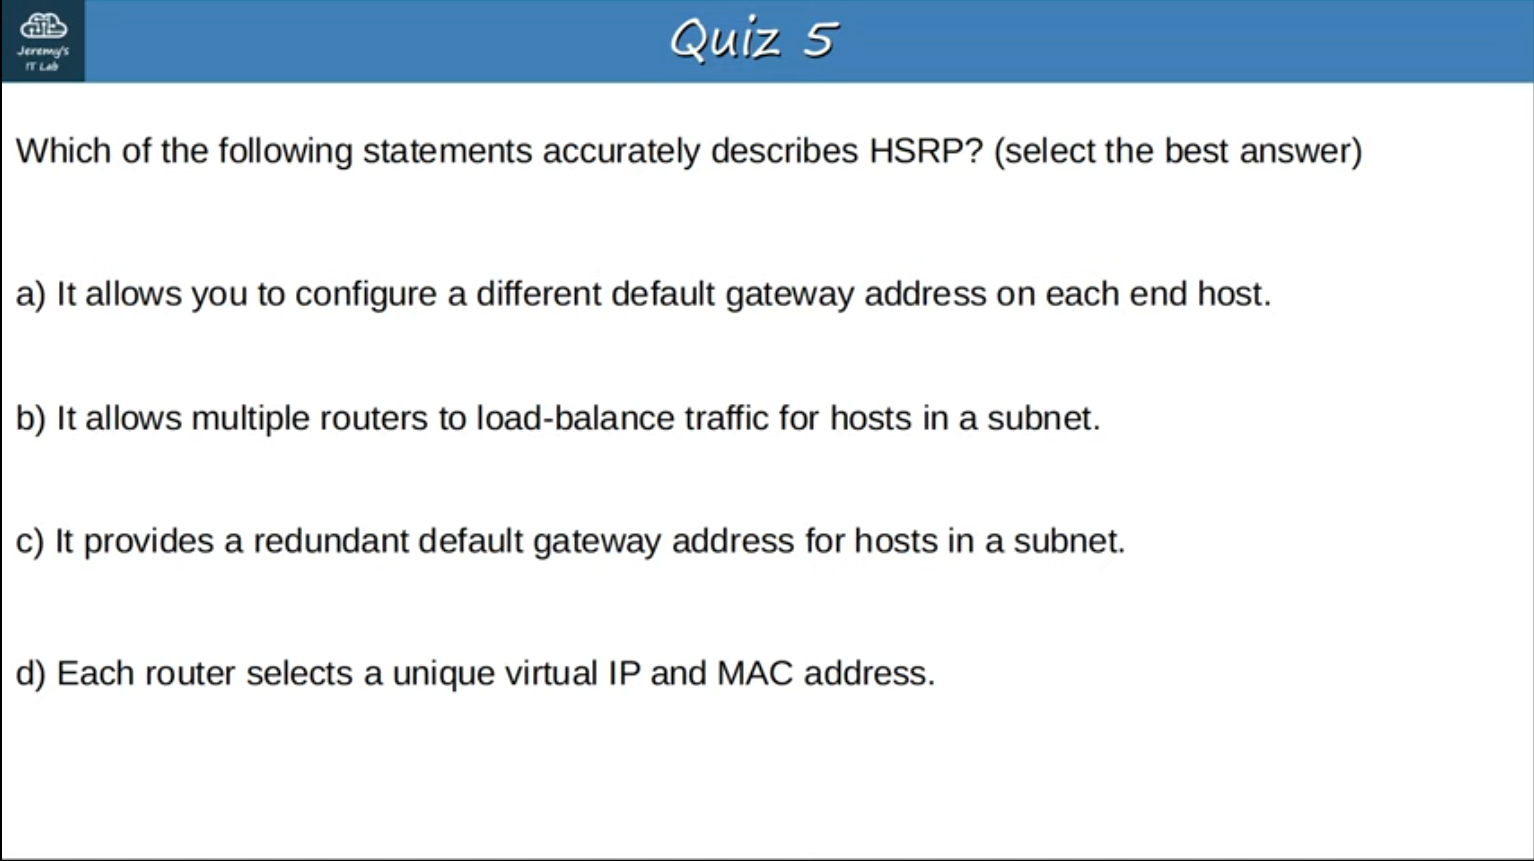 Jeremy's
IT Lab
Quiz 5
Which of the following statements accurately describes HSRP? (select the best answer)
a) It allows you to configure a different default gateway address on each end host.
b) It allows multiple routers to load-balance traffic for hosts in a subnet.
c) It provides a redundant default gateway address for hosts in a subnet.
d) Each router selects a unique virtual IP and MAC address.